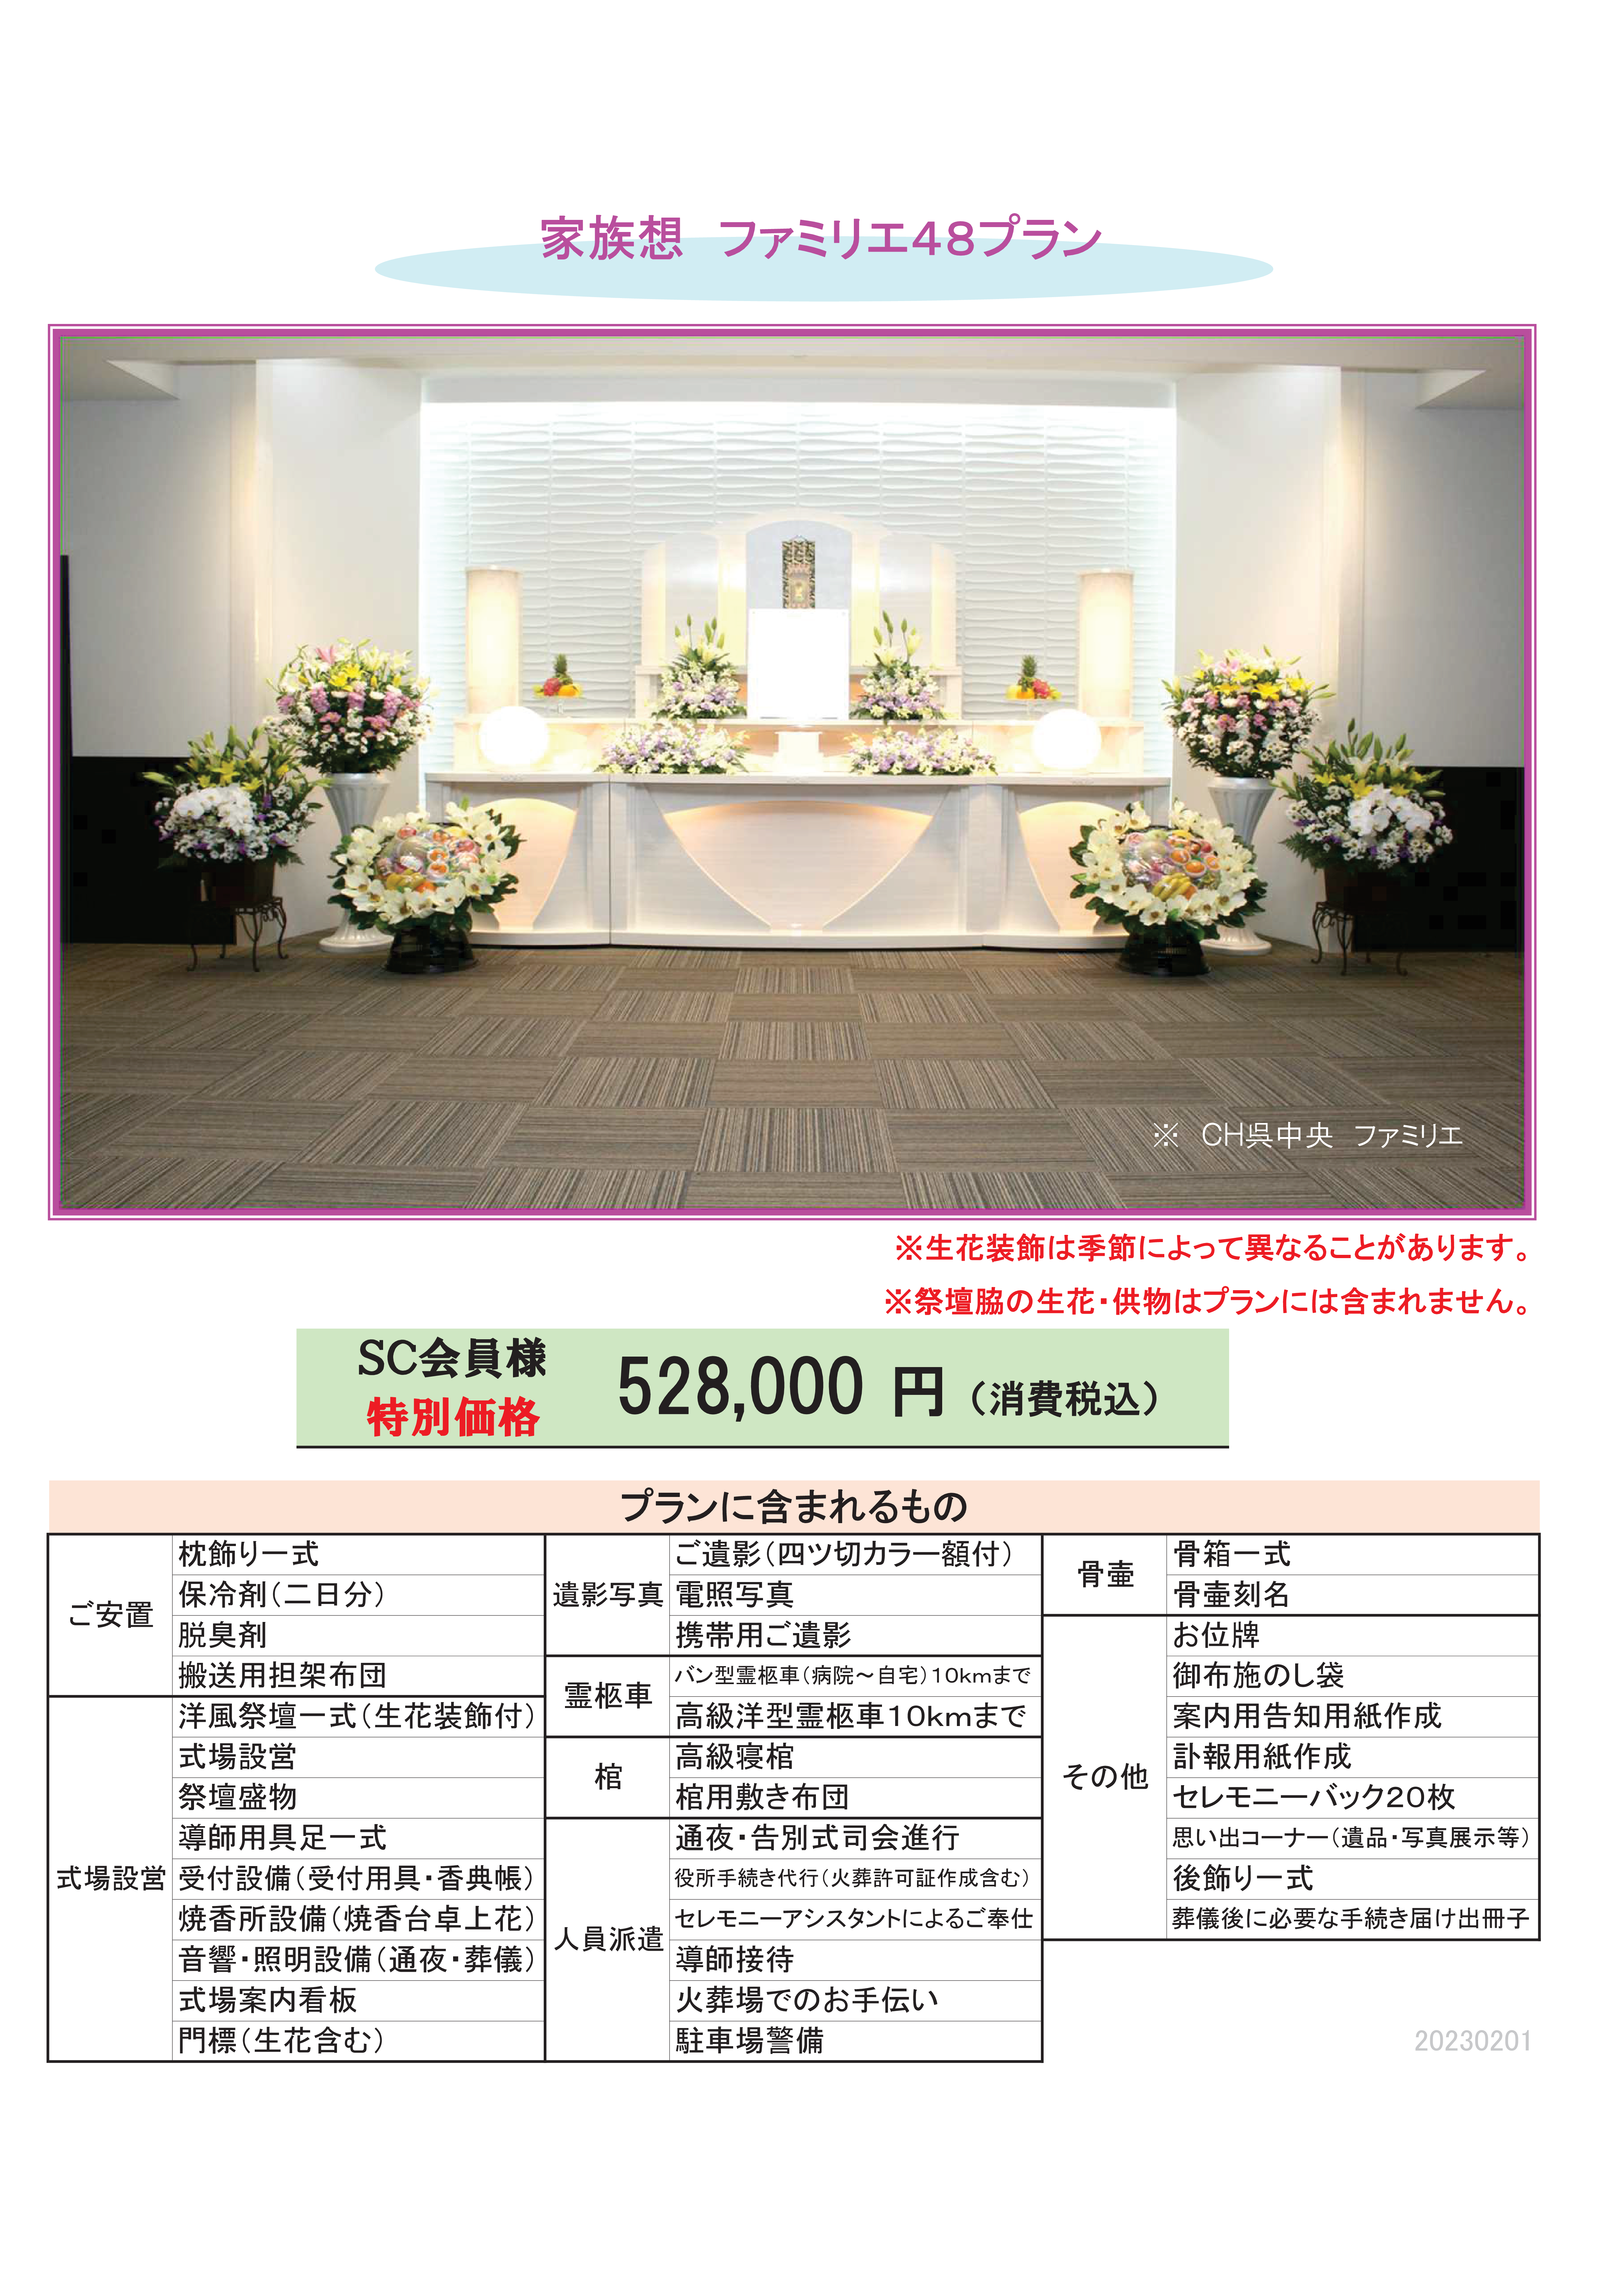 家族想　ファミリエ48プラン
※　CH呉中央　ファミリエ
※生花装飾は季節によって異なることがあります。
※祭壇脇の生花・供物はプランには含まれません。
SC会員様
特別価格
528,000 円（消費税込）
プランに含まれるもの
ご安置
枕飾り一式
保冷剤（二日分）
脱臭剤
搬送用担架布団
式場設営
洋風祭壇一式（生花装飾付）
式場設営
祭壇盛物
導師用具足一式
受付設備（受付用具・香典帳）
焼香所設備（焼香台卓上花）
音響・照明設備（通夜・葬儀）
式場案内看板
門標（生花含む）
遺影写真
ご遺影（四ツ切カラー額付）
電照写真
携帯用ご遺影
霊柩車
バン型霊柩車（病院～自宅）10kmまで
高級洋型霊柩車10kmまで
棺
高級寝棺
棺用敷き布団
人員派遣
通夜・告別式司会進行
役所手続き代行（火葬許可証作成含む）
セレモニーアシスタントによるご奉仕
導師接待
火葬場でのお手伝い
駐車場警備
骨壷
骨箱一式
骨壷刻名
その他
お位牌
御布施のし袋
案内用告知用紙作成
訃報用紙作成
セレモニーバック20枚
思い出コーナー（遺品・写真展示等）
後飾り一式
葬儀後に必要な手続き届け出冊子
20230201